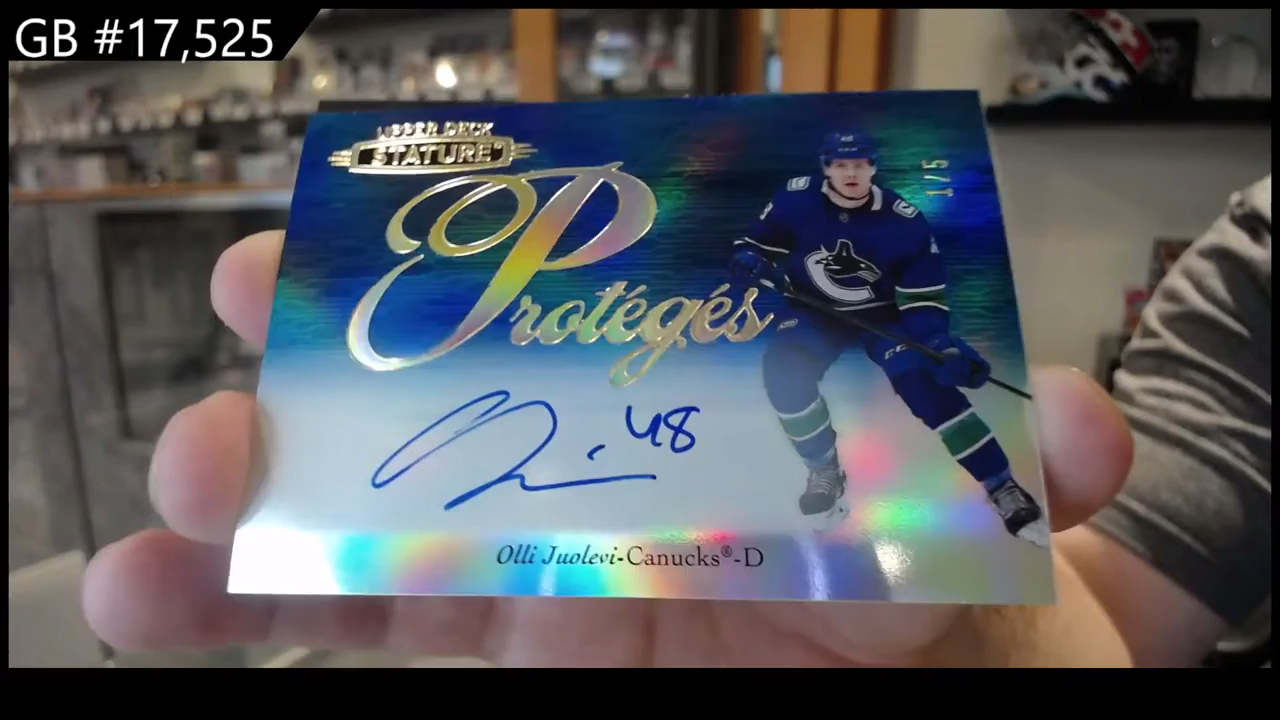 GB #17,525
UPPER DECK
STATURE
Protégés
1/5
48
Olli Juolevi-Canucks®-D